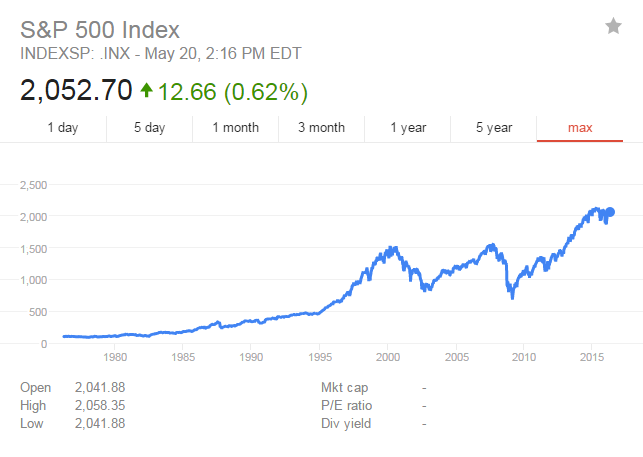 S&P 500 Index
INDEXSP: .INX - May 20, 2:16 PM EDT
2,052.70 12.66 (0.62%)
1 day 5 day 1 month 3 month 1 year 5 year max
2,500
2,000
1,500
1,000
500
0
1980 1985 1990 1995 2000 2005 2010 2015
Open 2,041.88 Mkt cap -
High 2,058.35 P/E ratio -
Low 2,041.88 Div yield -